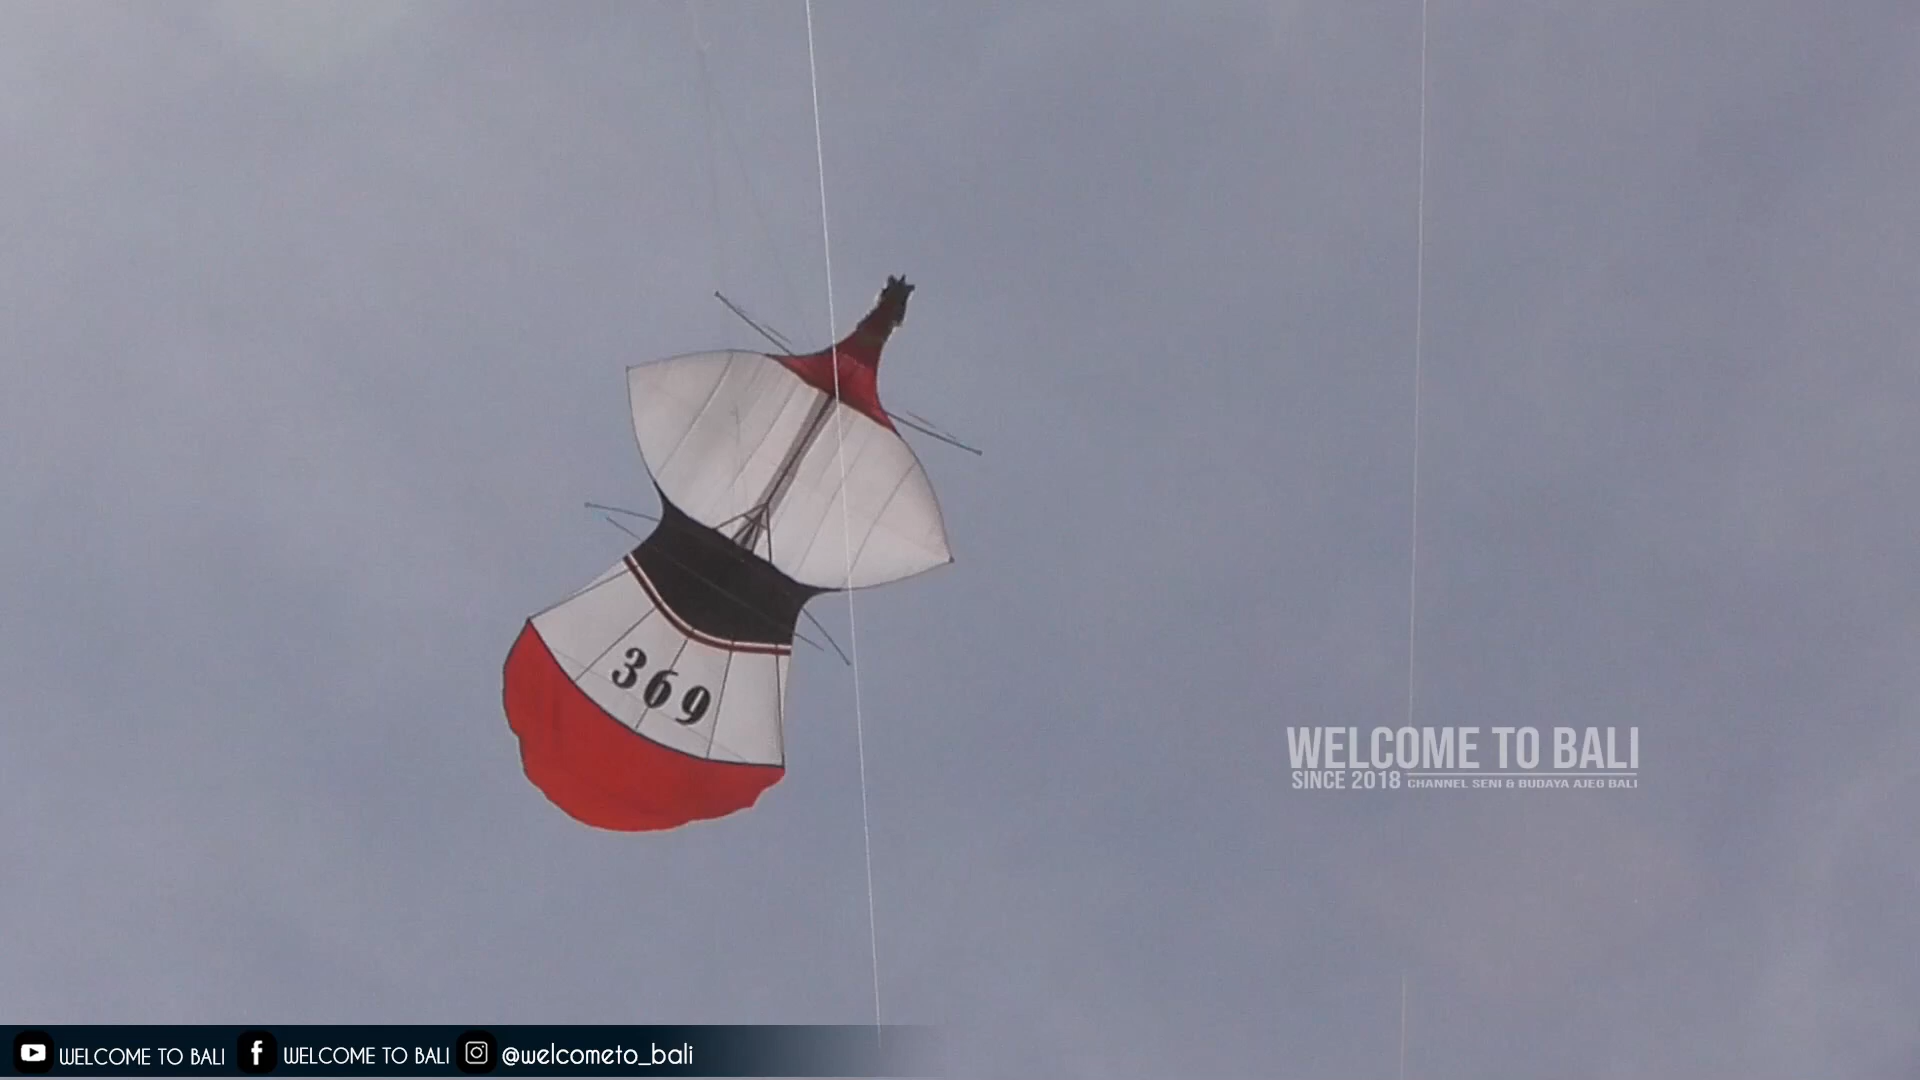 369
WELCOME TO BALI
SINCE 2018 CHANNEL SENI & BUDAYA AJEG BALI
WELCOME TO BALI WELCOME TO BALI @welcometo_bali